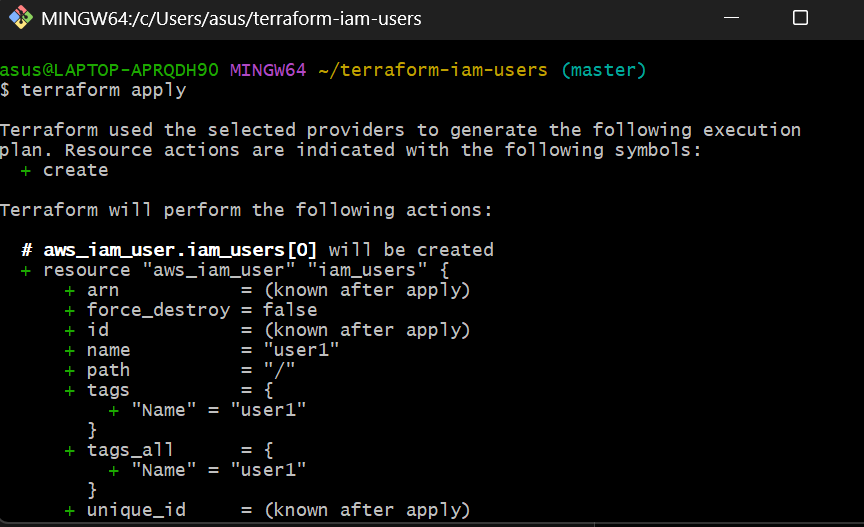 MINGW64:/c/Users/asus/terraform-iam-users
asus@LAPTOP-APRQDH90 MINGW64 ~/terraform-iam-users (master)
$ terraform apply
Terraform used the selected providers to generate the following execution
plan. Resource actions are indicated with the following symbols:
  + create
Terraform will perform the following actions:
  # aws_iam_user.iam_users[0] will be created
  + resource "aws_iam_user" "iam_users" {
      + arn           = (known after apply)
      + force_destroy = false
      + id            = (known after apply)
      + name          = "user1"
      + path          = "/"
      + tags          = {
          + "Name" = "user1"
        }
      + tags_all      = {
          + "Name" = "user1"
        }
      + unique_id     = (known after apply)